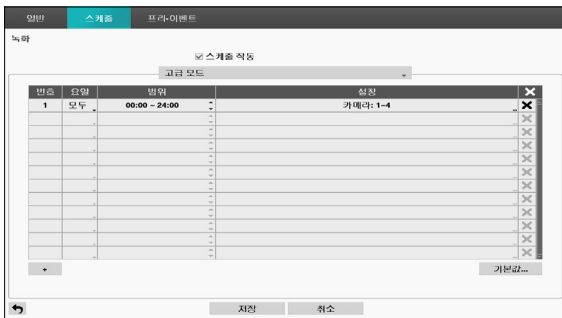 일반 스케줄 프리-이벤트
녹화
스케줄 작동
고급 모드
번호 요일 범위 설정
1 모두 00:00 ~ 24:00 카메라: 1~4
+ 기본값...
저장 취소